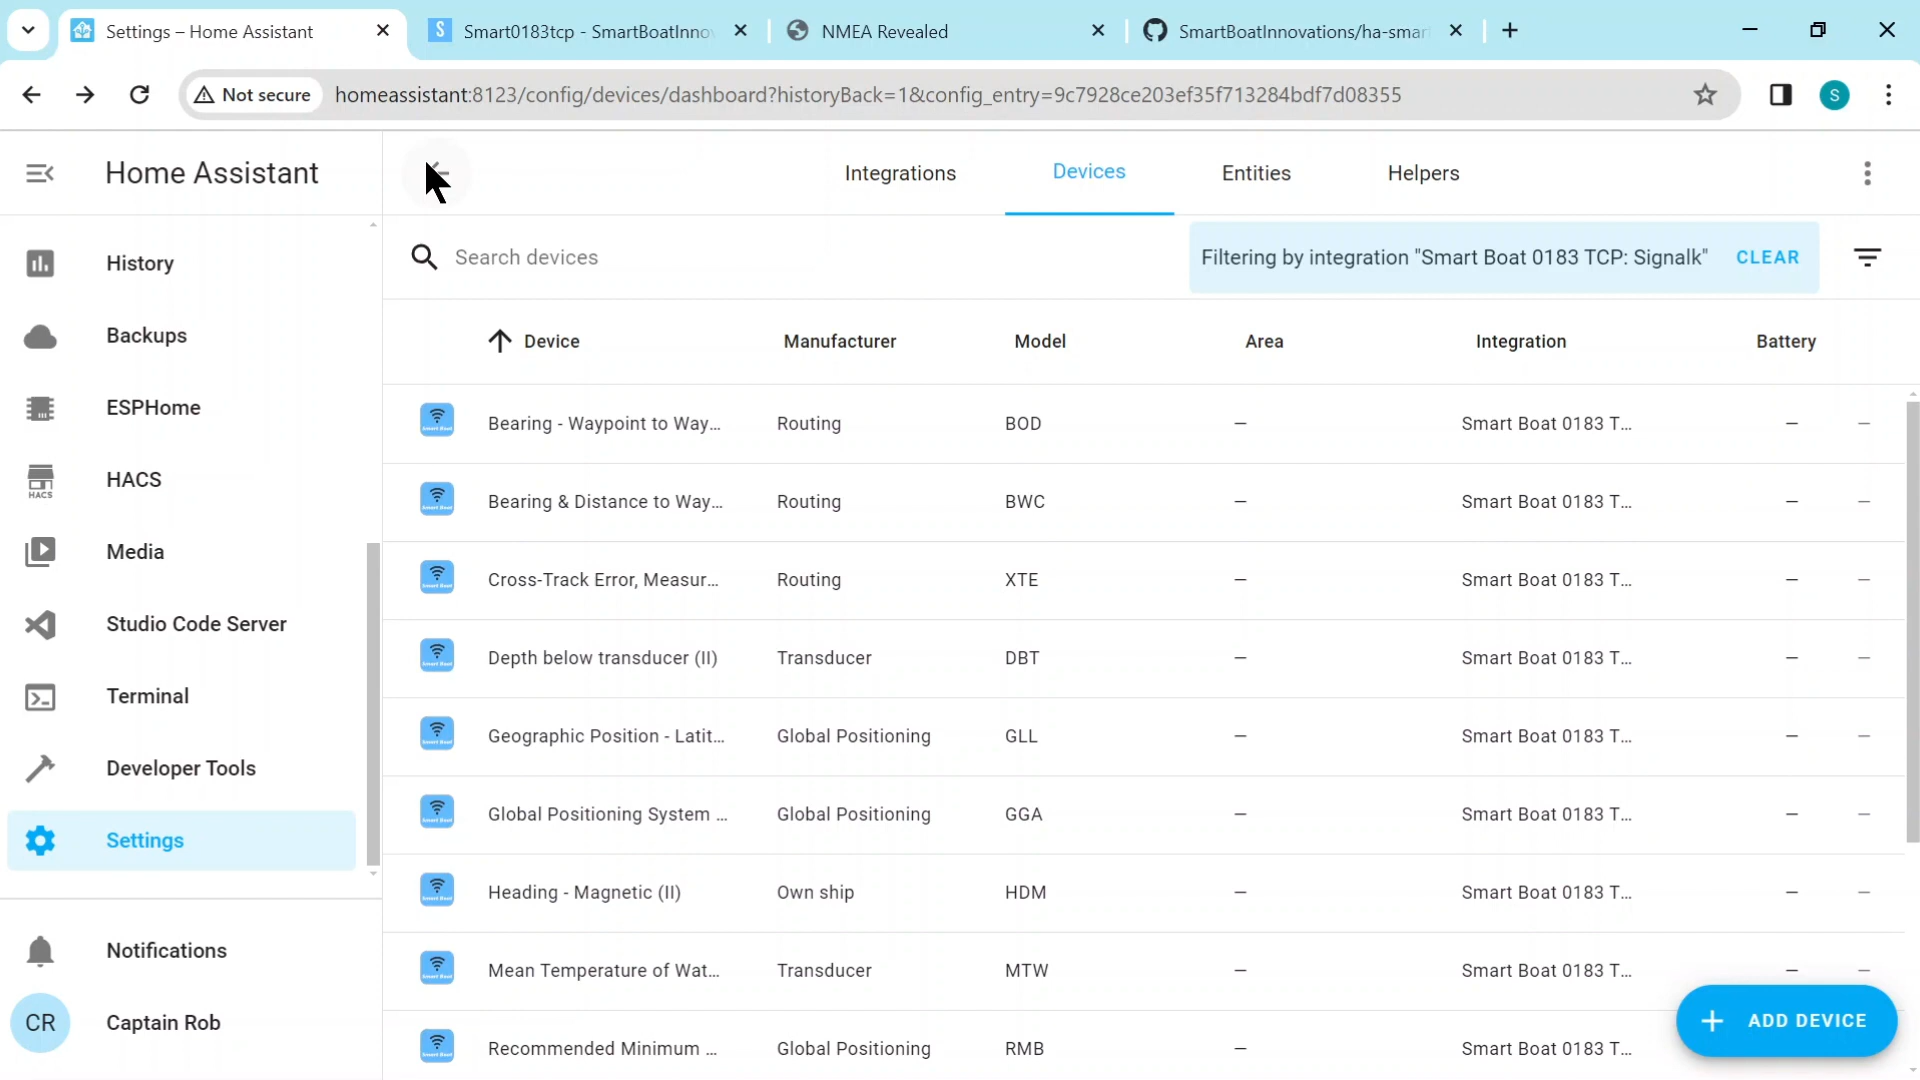 Settings – Home Assistant
S Smart0183tcp - SmartBoatInno
NMEA Revealed
SmartBoatInnovations/ha-smar
Not secure homeassistant:8123/config/devices/dashboard?historyBack=1&config_entry=9c7928ce203ef35f713284bdf7d08355
S
Home Assistant
Integrations Devices Entities Helpers
History
Backups
ESPHome
HACS HACS
Media
Studio Code Server
Terminal
Developer Tools
Settings
Notifications
CR Captain Rob
Search devices
Filtering by integration "Smart Boat 0183 TCP: Signalk" CLEAR
Device Manufacturer Model Area Integration Battery
Bearing - Waypoint to Way... Routing BOD – Smart Boat 0183 T... – –
Bearing & Distance to Way... Routing BWC – Smart Boat 0183 T... – –
Cross-Track Error, Measur... Routing XTE – Smart Boat 0183 T... – –
Depth below transducer (II) Transducer DBT – Smart Boat 0183 T... – –
Geographic Position - Latit... Global Positioning GLL – Smart Boat 0183 T... – –
Global Positioning System ... Global Positioning GGA – Smart Boat 0183 T... – –
Heading - Magnetic (II) Own ship HDM – Smart Boat 0183 T... – –
Mean Temperature of Wat... Transducer MTW – Smart Boat 0183 T... – –
Recommended Minimum ... Global Positioning RMB – Smart Boat 0183 T...
ADD DEVICE